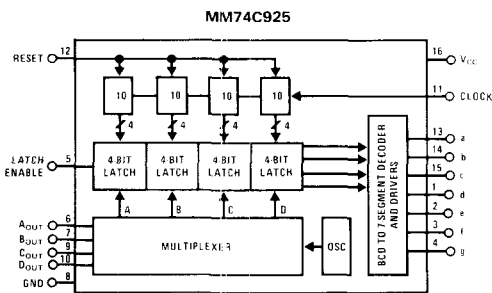 MM74C925
RESET 12
16 VCC
10 10 10 10
11 CLOCK
4 4 4 4
13 a
LATCH ENABLE 5
4-BIT LATCH 4-BIT LATCH 4-BIT LATCH 4-BIT LATCH
14 b
15 c
BCD TO 7 SEGMENT DECODER AND DRIVERS
1 d
A B C D
2 e
AOUT 6
3 f
BOUT 7
MULTIPLEXER
OSC
COUT 9
4 g
DOUT 10
GND 8